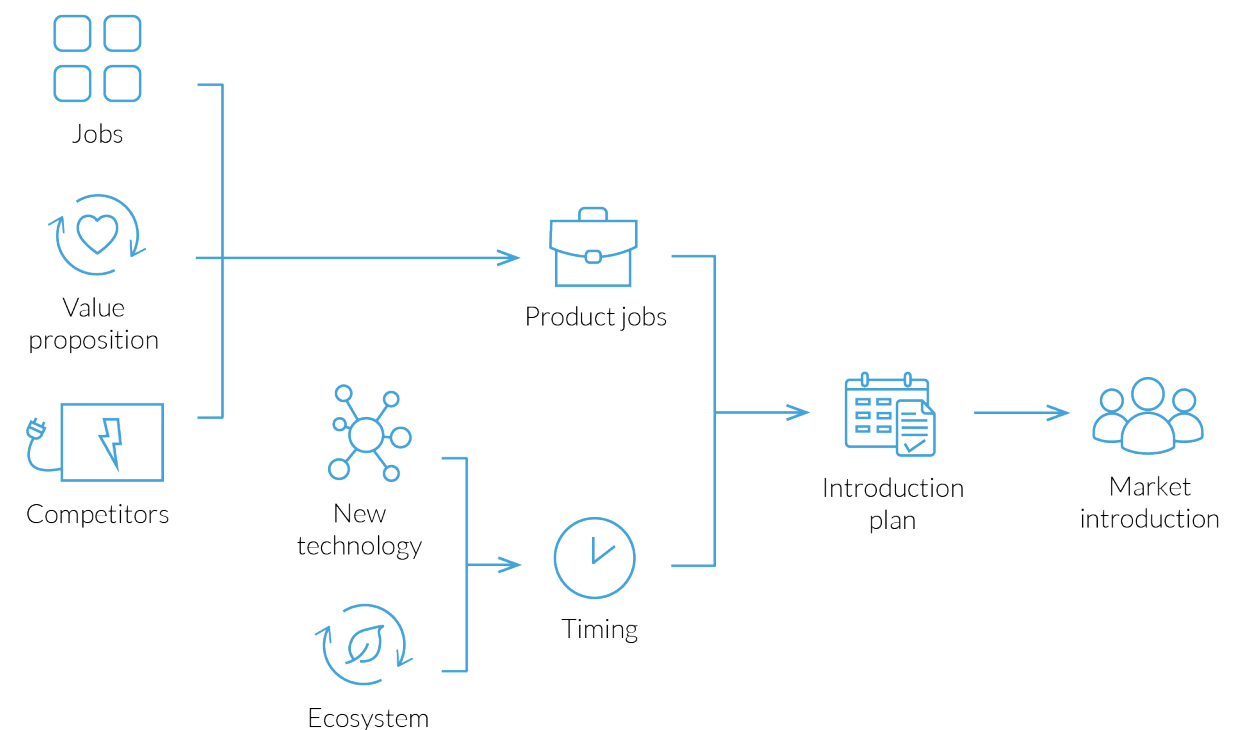 Jobs
Value
proposition
Product jobs
Competitors
New
technology
Introduction
plan
Market
introduction
Timing
Ecosystem